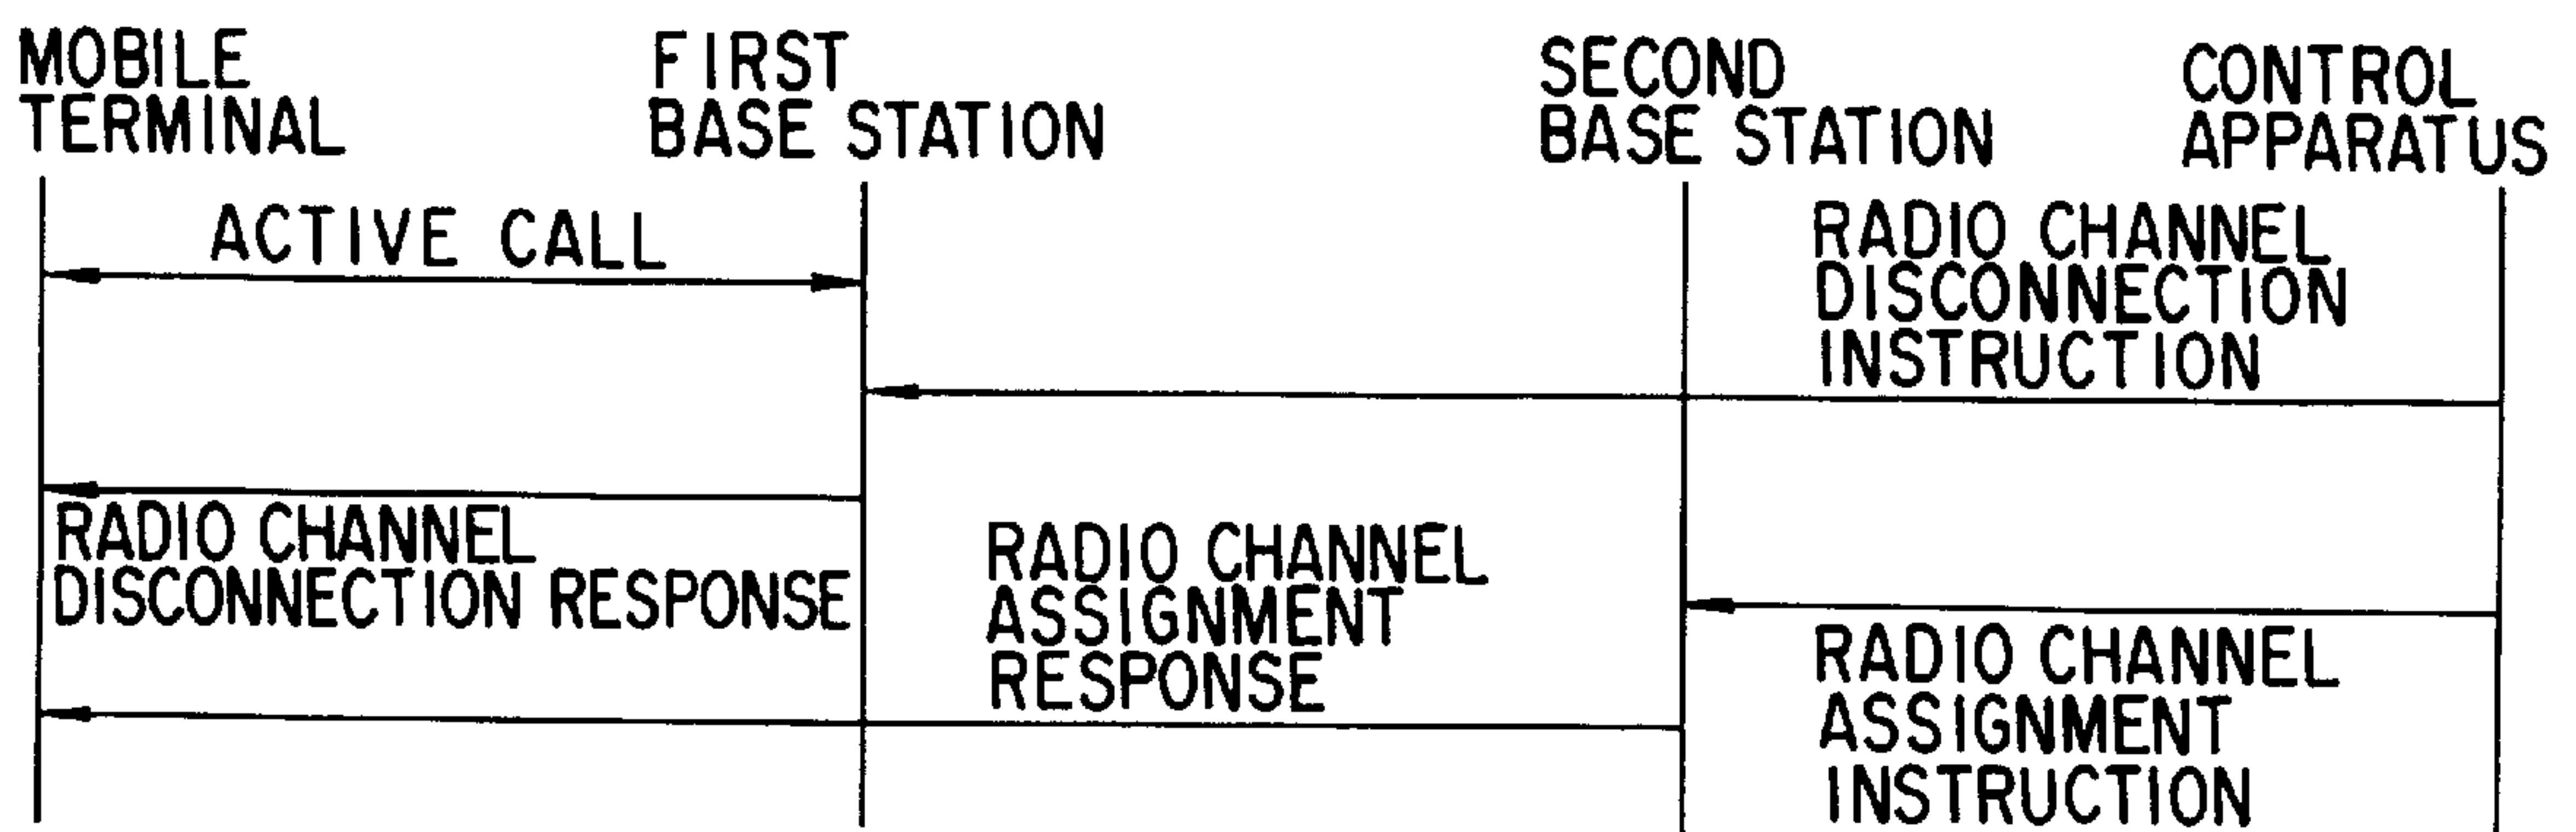 MOBILE
TERMINAL
FIRST
BASE STATION
SECOND
BASE STATION
CONTROL
APPARATUS
ACTIVE CALL
RADIO CHANNEL
DISCONNECTION
INSTRUCTION
RADIO CHANNEL
DISCONNECTION RESPONSE
RADIO CHANNEL
ASSIGNMENT
RESPONSE
RADIO CHANNEL
ASSIGNMENT
INSTRUCTION